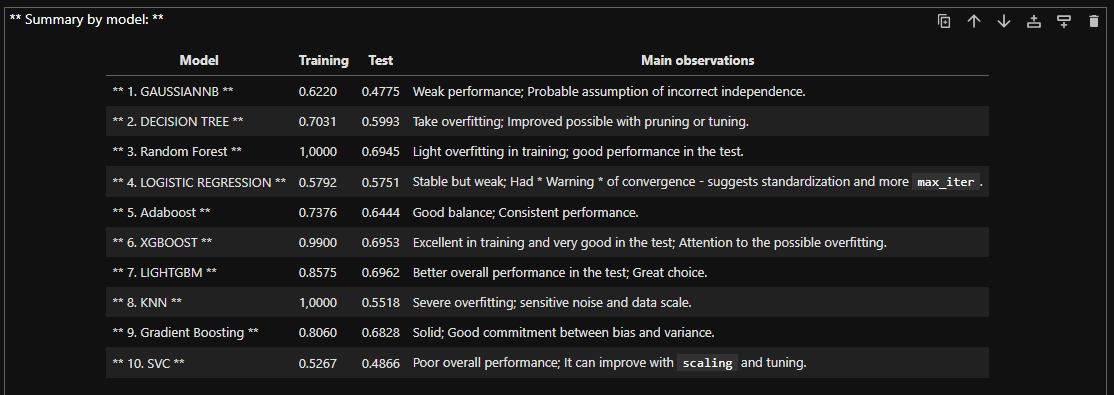 ** Summary by model: **
Model Training Test Main observations
** 1. GAUSSIANNB ** 0.6220 0.4775 Weak performance; Probable assumption of incorrect independence.
** 2. DECISION TREE ** 0.7031 0.5993 Take overfitting; Improved possible with pruning or tuning.
** 3. Random Forest ** 1,0000 0.6945 Light overfitting in training; good performance in the test.
** 4. LOGISTIC REGRESSION ** 0.5792 0.5751 Stable but weak; Had * Warning * of convergence - suggests standardization and more max_iter.
** 5. Adaboost ** 0.7376 0.6444 Good balance; Consistent performance.
** 6. XGBOOST ** 0.9900 0.6953 Excellent in training and very good in the test; Attention to the possible overfitting.
** 7. LIGHTGBM ** 0.8575 0.6962 Better overall performance in the test; Great choice.
** 8. KNN ** 1,0000 0.5518 Severe overfitting; sensitive noise and data scale.
** 9. Gradient Boosting ** 0.8060 0.6828 Solid; Good commitment between bias and variance.
** 10. SVC ** 0.5267 0.4866 Poor overall performance; It can improve with scaling and tuning.